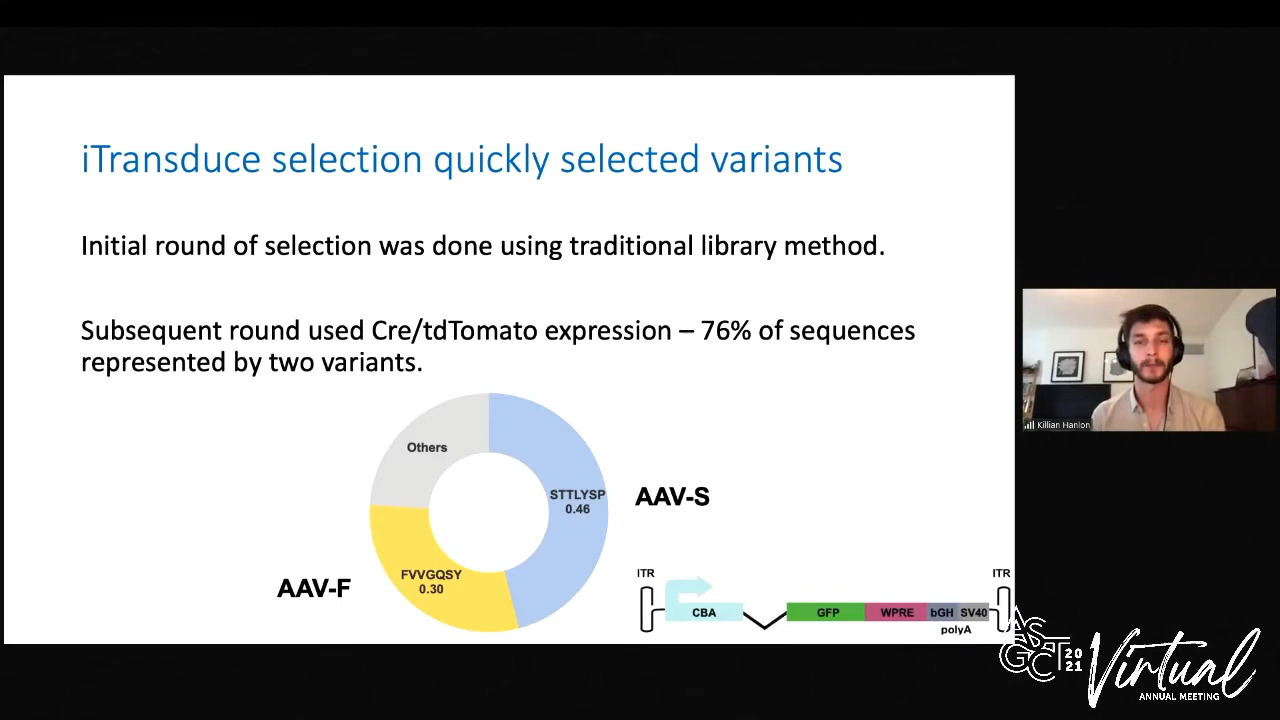 iTransduce selection quickly selected variants
Initial round of selection was done using traditional library method.
Subsequent round used Cre/tdTomato expression – 76% of sequences
represented by two variants.
Others
STTLYSP
0.46
AAV-S
FVVGQSY
0.30
AAV-F
ITR
ITR
CBA
GFP
WPRE
bGH
SV40
polyA
Killian Hanlon
ASGCT
20
21
Virtual
ANNUAL MEETING